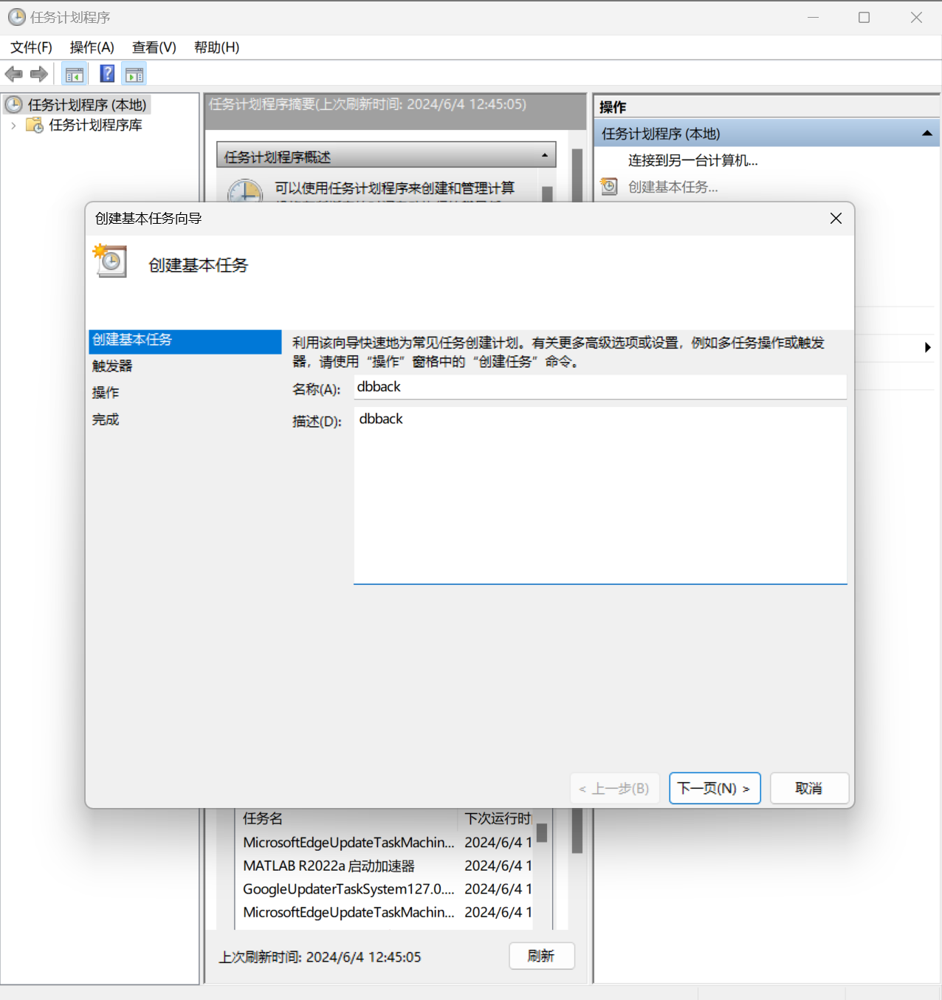 任务计划程序
文件(F) 操作(A) 查看(V) 帮助(H)
任务计划程序 (本地)
任务计划程序库
任务计划程序摘要(上次刷新时间: 2024/6/4 12:45:05)
任务计划程序概述
可以使用任务计划程序来创建和管理计算
操作
任务计划程序 (本地)
连接到另一台计算机...
创建基本任务...
创建基本任务向导
创建基本任务
创建基本任务
触发器
操作
完成
利用该向导快速地为常见任务创建计划。有关更多高级选项或设置，例如多任务操作或触发
器，请使用“操作”窗格中的“创建任务”命令。
名称(A): dbback
描述(D): dbback
< 上一步(B) 下一页(N) > 取消
任务名 下次运行时
MicrosoftEdgeUpdateTaskMachin... 2024/6/4 1
MATLAB R2022a 启动加速器 2024/6/4 1
GoogleUpdaterTaskSystem127.0.... 2024/6/4 1
MicrosoftEdgeUpdateTaskMachin... 2024/6/4 1
上次刷新时间: 2024/6/4 12:45:05 刷新